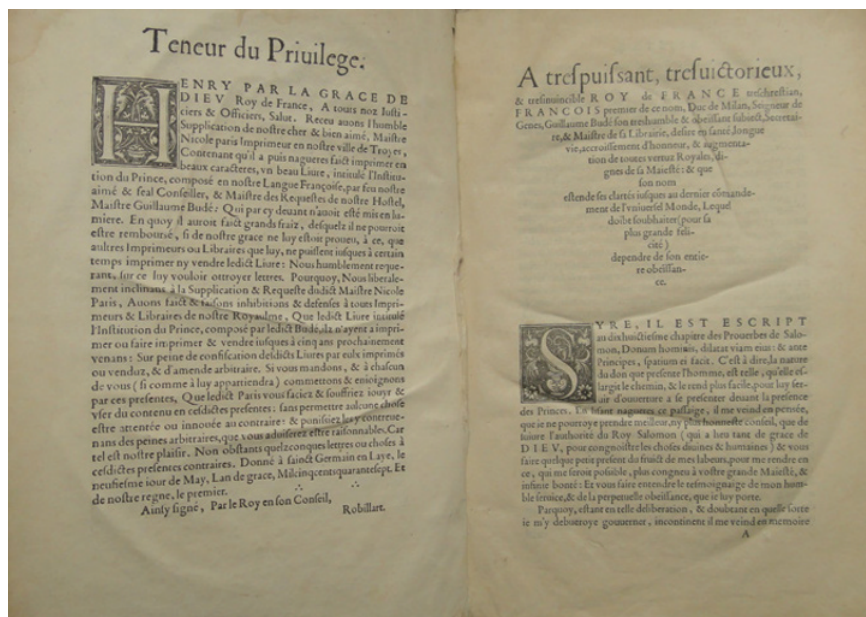 Teneur du Priuilege.
HENRY PAR LA GRACE DE
DIEV Roy de France, A tous noz Iusti-
ciers & Officiers, Salut. Receu auons l'humble
Supplication de nostre cher & bien aimé, Maistre
Nicole paris Imprimeur en nostre ville de Troyes,
Contenant qu'il a puis nagueres faict imprimer en
beaux caracteres, vn beau Liure, intitulé l'Institu-
tion du Prince, composé en nostre Langue Françoise, par feu nostre
aimé & feal Conseiller, & Maistre des Requestes de nostre Hostel,
Maistre Guillaume Budé: Qui par cy deuant n'auoit esté mis en lu-
miere. En quoy il auroit faict grands fraiz, desquelz il ne pourroit
estre remboursé, si de nostre grace ne luy estoit proueu, à ce, que
aultres Imprimeurs ou Libraires que luy, ne puissent iusques à certain
temps imprimer ny vendre ledict Liure: Nous humblement reque-
rant, sur ce luy vouloir ottroyer lettres. Pourquoy, Nous liberale-
ment inclinans à la Supplication & Requeste dudict Maistre Nicole
Paris, Auons faict & faisons inhibitions & defenses à tous Impri-
meurs & Libraires de nostre Royaulme, Que ledict Liure intitulé
l'Institution du Prince, composé par ledict Budé, ilz n'ayent a impri-
mer ou faire imprimer & vendre iusques à cinq ans prochainement
venans: Sur peine de confiscation desdicts Liures par eulx imprimés
ou venduz, & d'amende arbitraire. Si vous mandons, & à chascun
de vous (si comme à luy appartiendra) commettons & enioignons
par ces presentes, Que ledict Paris vous faciez & souffriez iouyr &
vser du contenu en cesdictes presentes: sans permettre aulcune chose
estre attentée ou innouée au contraire: & punissiez les y contreue-
nans des peines arbitraires, que vous aduiserez estre raisonnables. Car
tel est nostre plaisir. Non obstants quelzconques lettres ou choses à
cesdictes presentes contraires. Donné à sainct Germain en Laye, le
neufiesme iour de May, Lan de grace, Milcinqcentsquarantesept. Et
de nostre regne, le premier.
Ainsy signé, Par le Roy en son Conseil,
Robillart.
A trespuissant, tresuictorieux,
& tresinuincible ROY de FRANCE treschrestian,
FRANCOIS premier de ce nom, Duc de Milan, Seigneur de
Genes, Guillaume Budé son treshumble & obeissant subiect, Secretai-
re, & Maistre de sa Librairie, desire en santé longue
vie, accroissement d'honneur, & augmenta-
tion de toutes vertuz Royales, di-
gnes de sa Maiesté: & que
son nom
estende ses clartés iusques au dernier cōmande-
ment de l'vniuersel Monde, Lequel
doibt soubhaiter (pour sa
plus grande feli-
cité)
dependre de son entie-
re obeissan-
ce.
SYRE, IL EST ESCRIPT
au dixhuictiesme chapitre des Prouerbes de Salo-
mon, Donum hominis, dilatat viam eius: & ante
Principes, spatium ei facit. C'est à dire, la nature
du don que presente l'homme, est telle, qu'elle es-
largit le chemin, & le rend plus facile, pour luy ser-
uir d'ouuerture a se presenter deuant la presence
des Princes. En lisant nagueres ce passaige, il me veind en pensée,
que ie ne pourroye prendre meilleur, ny plus honneste conseil, que de
suiure l'authorité du Roy Salomon (qui a heu tant de grace de
DIEV, pour congnoistre les choses diuines & humaines) & vous
faire quelque petit present du fruict de mes labeurs, pour me rendre en
ce, qui me seroit possible, plus congneu à vostre grande Maiesté, &
infinie bonté: Et vous faire entendre le tesmoignaige de mon hum-
ble seruice, & de la perpetuelle obeissance, que ie luy porte.
Parquoy, estant en telle deliberation, & doubtant en quelle sorte
ie m'y debueroye gouuerner, incontinent il me veind en memoire
A